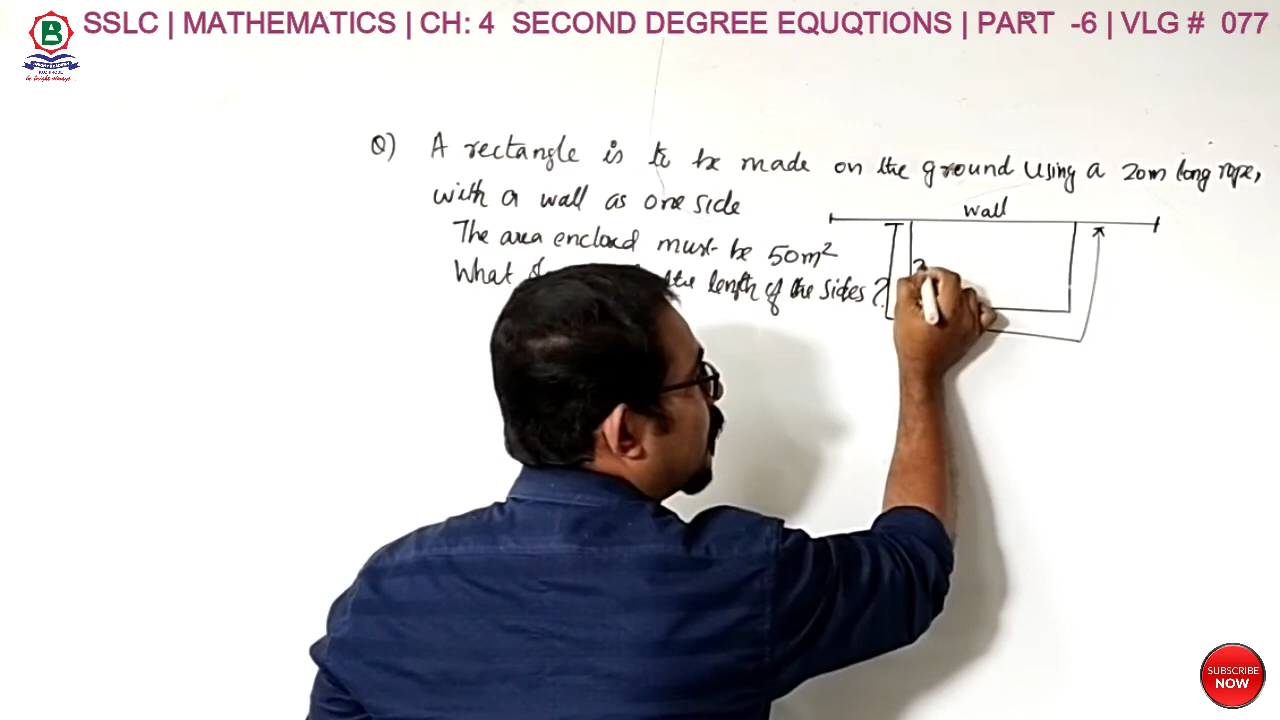 SSLC | MATHEMATICS | CH: 4 SECOND DEGREE EQUQTIONS | PART -6 | VLG # 077
B
Q) A rectangle is to be made on the ground using a 20m long rope,
with a wall as one side
wall
The area enclosed must be 50m²
What the length of the sides?
SUBSCRIBE
NOW